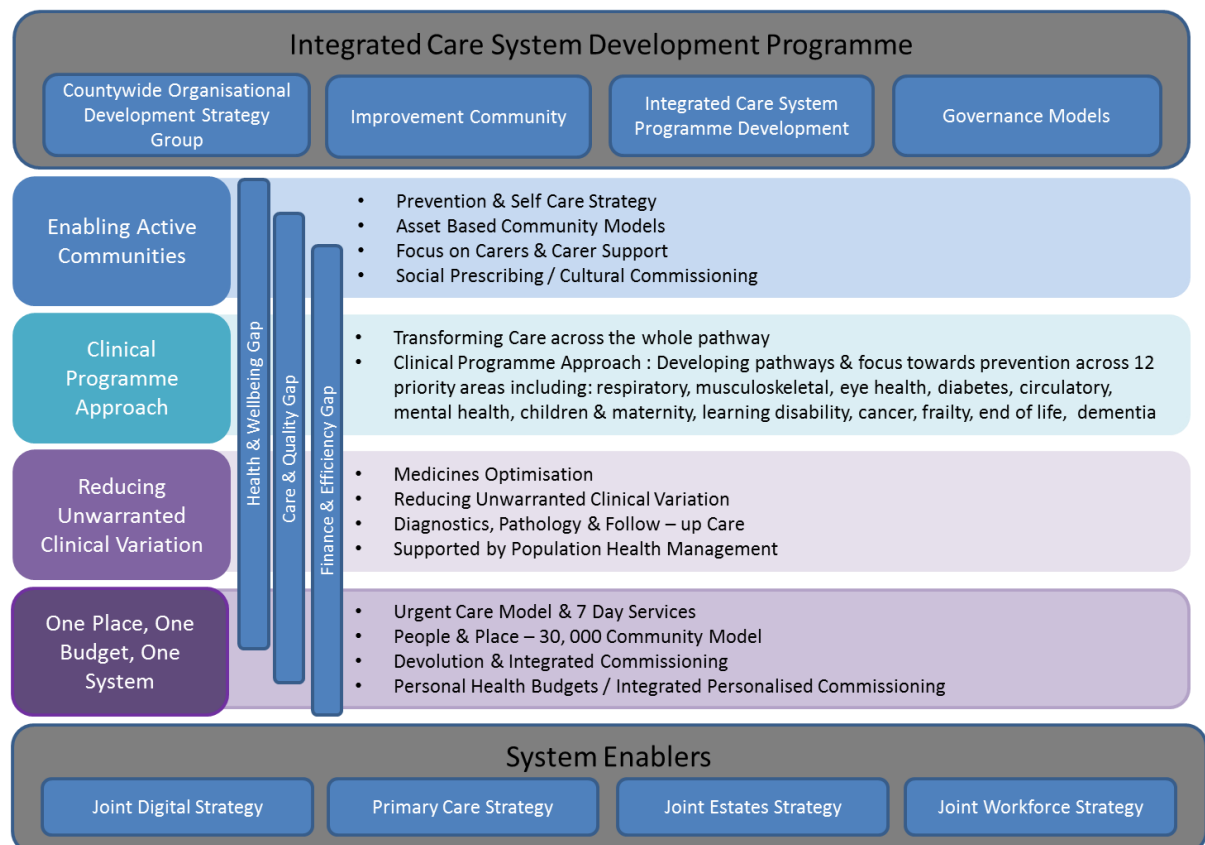 Integrated Care System Development Programme
Countywide Organisational
Development Strategy
Group
Improvement Community
Integrated Care System
Programme Development
Governance Models
Enabling Active
Communities
• Prevention & Self Care Strategy
• Asset Based Community Models
• Focus on Carers & Carer Support
• Social Prescribing / Cultural Commissioning
Clinical
Programme
Approach
• Transforming Care across the whole pathway
• Clinical Programme Approach : Developing pathways & focus towards prevention across 12
priority areas including: respiratory, musculoskeletal, eye health, diabetes, circulatory,
mental health, children & maternity, learning disability, cancer, frailty, end of life, dementia
Health & Wellbeing Gap
Care & Quality Gap
Finance & Efficiency Gap
Reducing
Unwarranted
Clinical Variation
• Medicines Optimisation
• Reducing Unwarranted Clinical Variation
• Diagnostics, Pathology & Follow – up Care
• Supported by Population Health Management
One Place, One
Budget, One
System
• Urgent Care Model & 7 Day Services
• People & Place – 30, 000 Community Model
• Devolution & Integrated Commissioning
• Personal Health Budgets / Integrated Personalised Commissioning
System Enablers
Joint Digital Strategy
Primary Care Strategy
Joint Estates Strategy
Joint Workforce Strategy